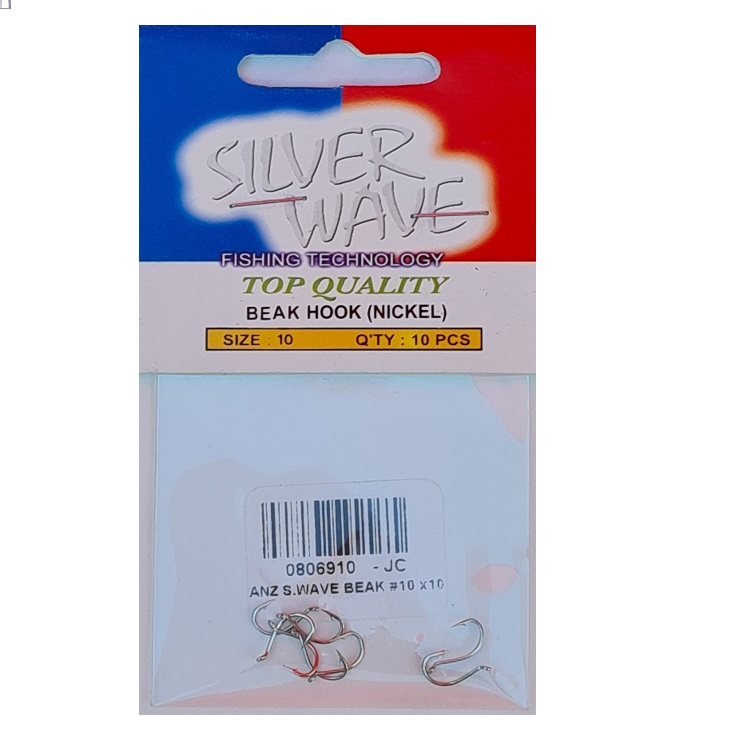 SILVER
WAVE
FISHING TECHNOLOGY
TOP QUALITY
BEAK HOOK (NICKEL)
SIZE : 10 Q'TY : 10 PCS
0806910 - JC
ANZ S.WAVE BEAK #10 X10